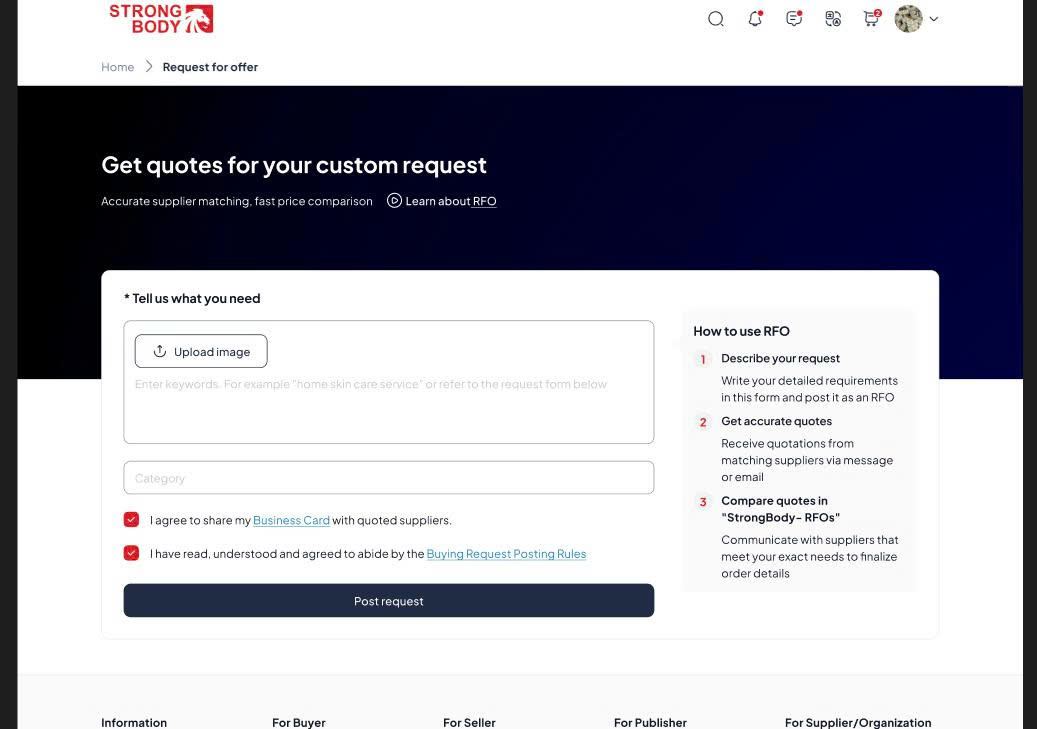 STRONG
BODY
2
Home > Request for offer
Get quotes for your custom request
Accurate supplier matching, fast price comparison Learn about RFO
* Tell us what you need
Upload image
Enter keywords. For example "home skin care service" or refer to the request form below
Category
I agree to share my Business Card with quoted suppliers.
I have read, understood and agreed to abide by the Buying Request Posting Rules
Post request
How to use RFO
1 Describe your request
Write your detailed requirements
in this form and post it as an RFO
2 Get accurate quotes
Receive quotations from
matching suppliers via message
or email
3 Compare quotes in
"StrongBody- RFOs"
Communicate with suppliers that
meet your exact needs to finalize
order details
Information For Buyer For Seller For Publisher For Supplier/Organization